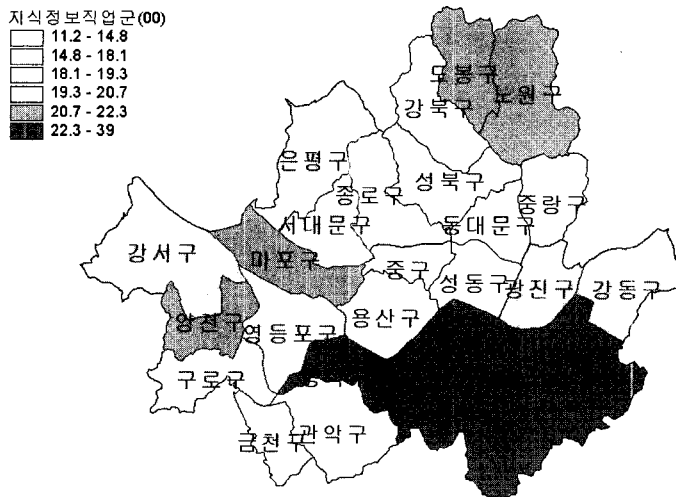 지식정보직업군(00)
11.2 - 14.8
14.8 - 18.1
18.1 - 19.3
19.3 - 20.7
20.7 - 22.3
22.3 - 39
도봉구
노원구
강북구
은평구
성북구
종로구
중랑구
서대문구
동대문구
강서구
마포구
중구
성동구
광진구
강동구
양천구
영등포구
용산구
구로구
금천구
관악구